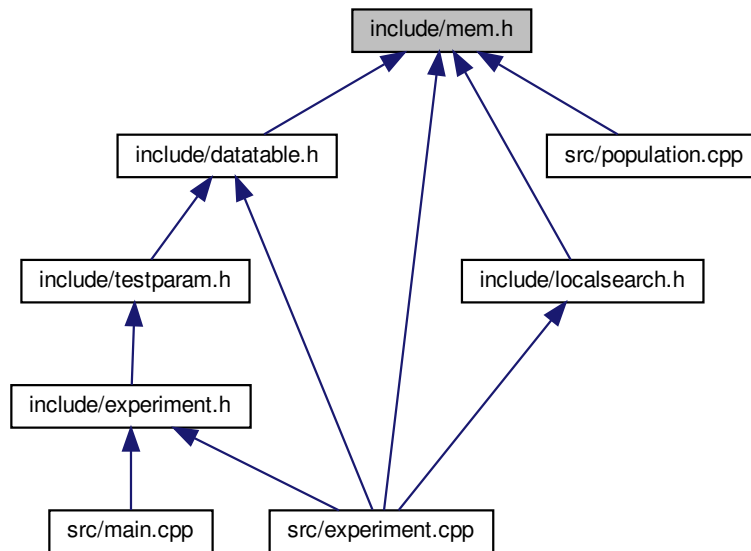 include/mem.h
include/datatable.h
src/population.cpp
include/testparam.h
include/localsearch.h
include/experiment.h
src/main.cpp
src/experiment.cpp